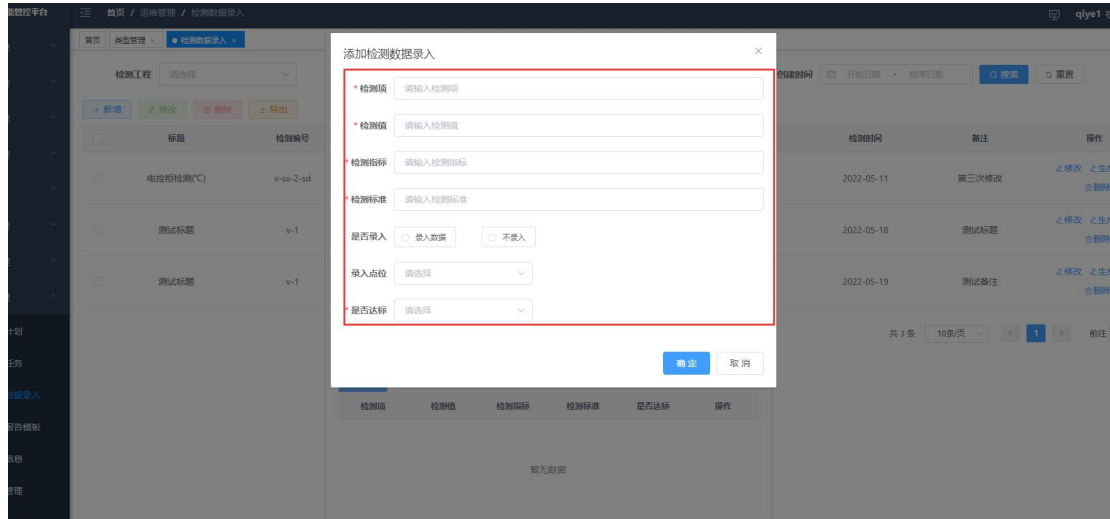 能管控平台 首页 / 运维管理 / 检测数据录入 qiye1
首页 类型管理 × 检测数据录入 ×
添加检测数据录入 ×
检测工程 请选择 创建时间 开始日期 - 结束日期 搜索 重置
* 检测项 请输入检测项
+ 新增 修改 删除 导出
* 检测值 请输入检测值
标题 检测编号 检测时间 备注 操作
* 检测指标 请输入检测指标
电控柜检测(℃) v-sx-2-sd 2022-05-11 第三次修改 修改
删除
* 检测标准 请输入检测标准
测试标题 v-1 2022-05-18 测试标题 修改
删除
是否录入 录入数据 不录入
录入点位 请选择
测试标题 v-1 2022-05-19 测试备注 修改
删除
* 是否达标 请选择
计划 共 3 条 10条/页 < 1 > 前往
任务 确 定 取 消
数据录入
检测项 检测值 检测指标 检测标准 是否达标 操作
报告模板
信息
暂无数据
管理